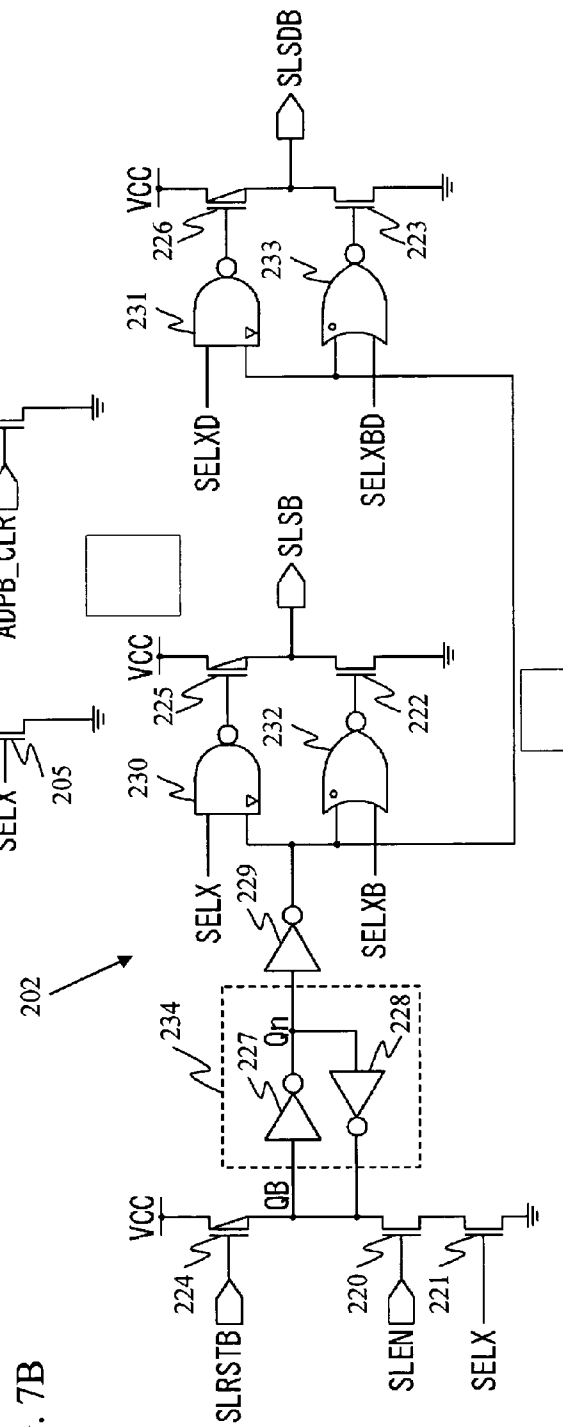 . 7B
202
SELX
205
ADPB_CLR
VCC
224
SLRSTB
QB
SLEN
220
SELX
221
234
227
Qn
228
229
SELX
230
VCC
225
SLSB
232
222
SELXB
SELXD
231
VCC
226
SLSDB
233
223
SELXBD